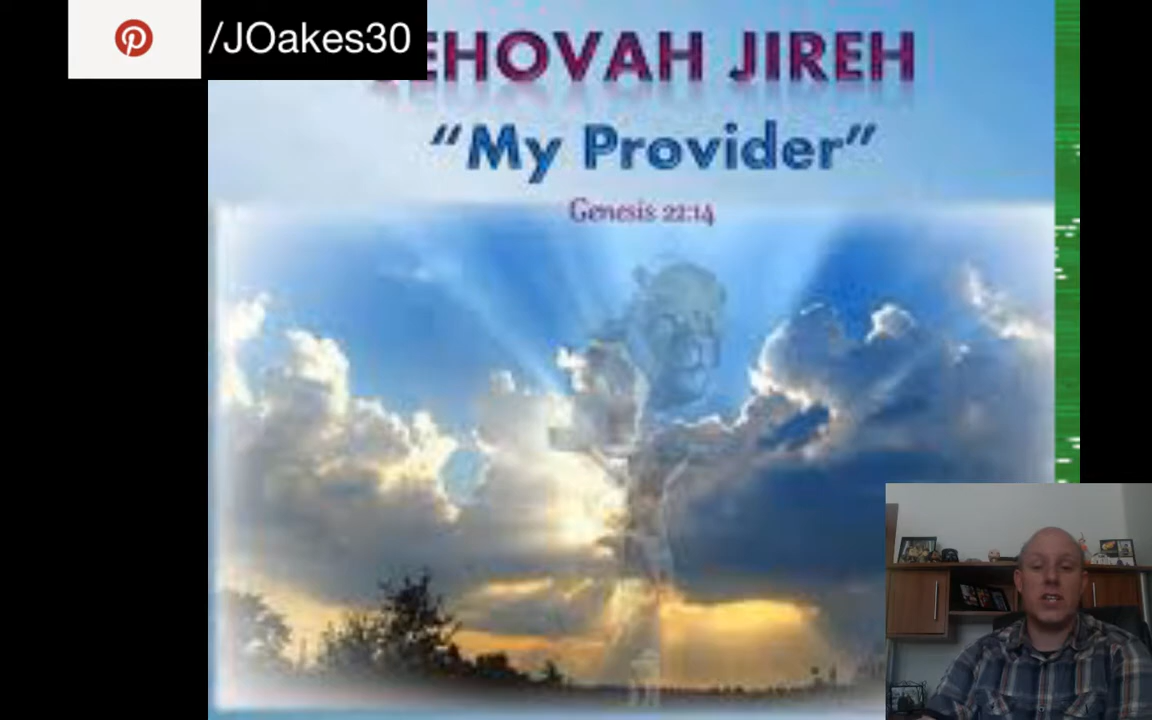 /JOakes30
EHOVAH JIREH
“My Provider”
Genesis 22:14